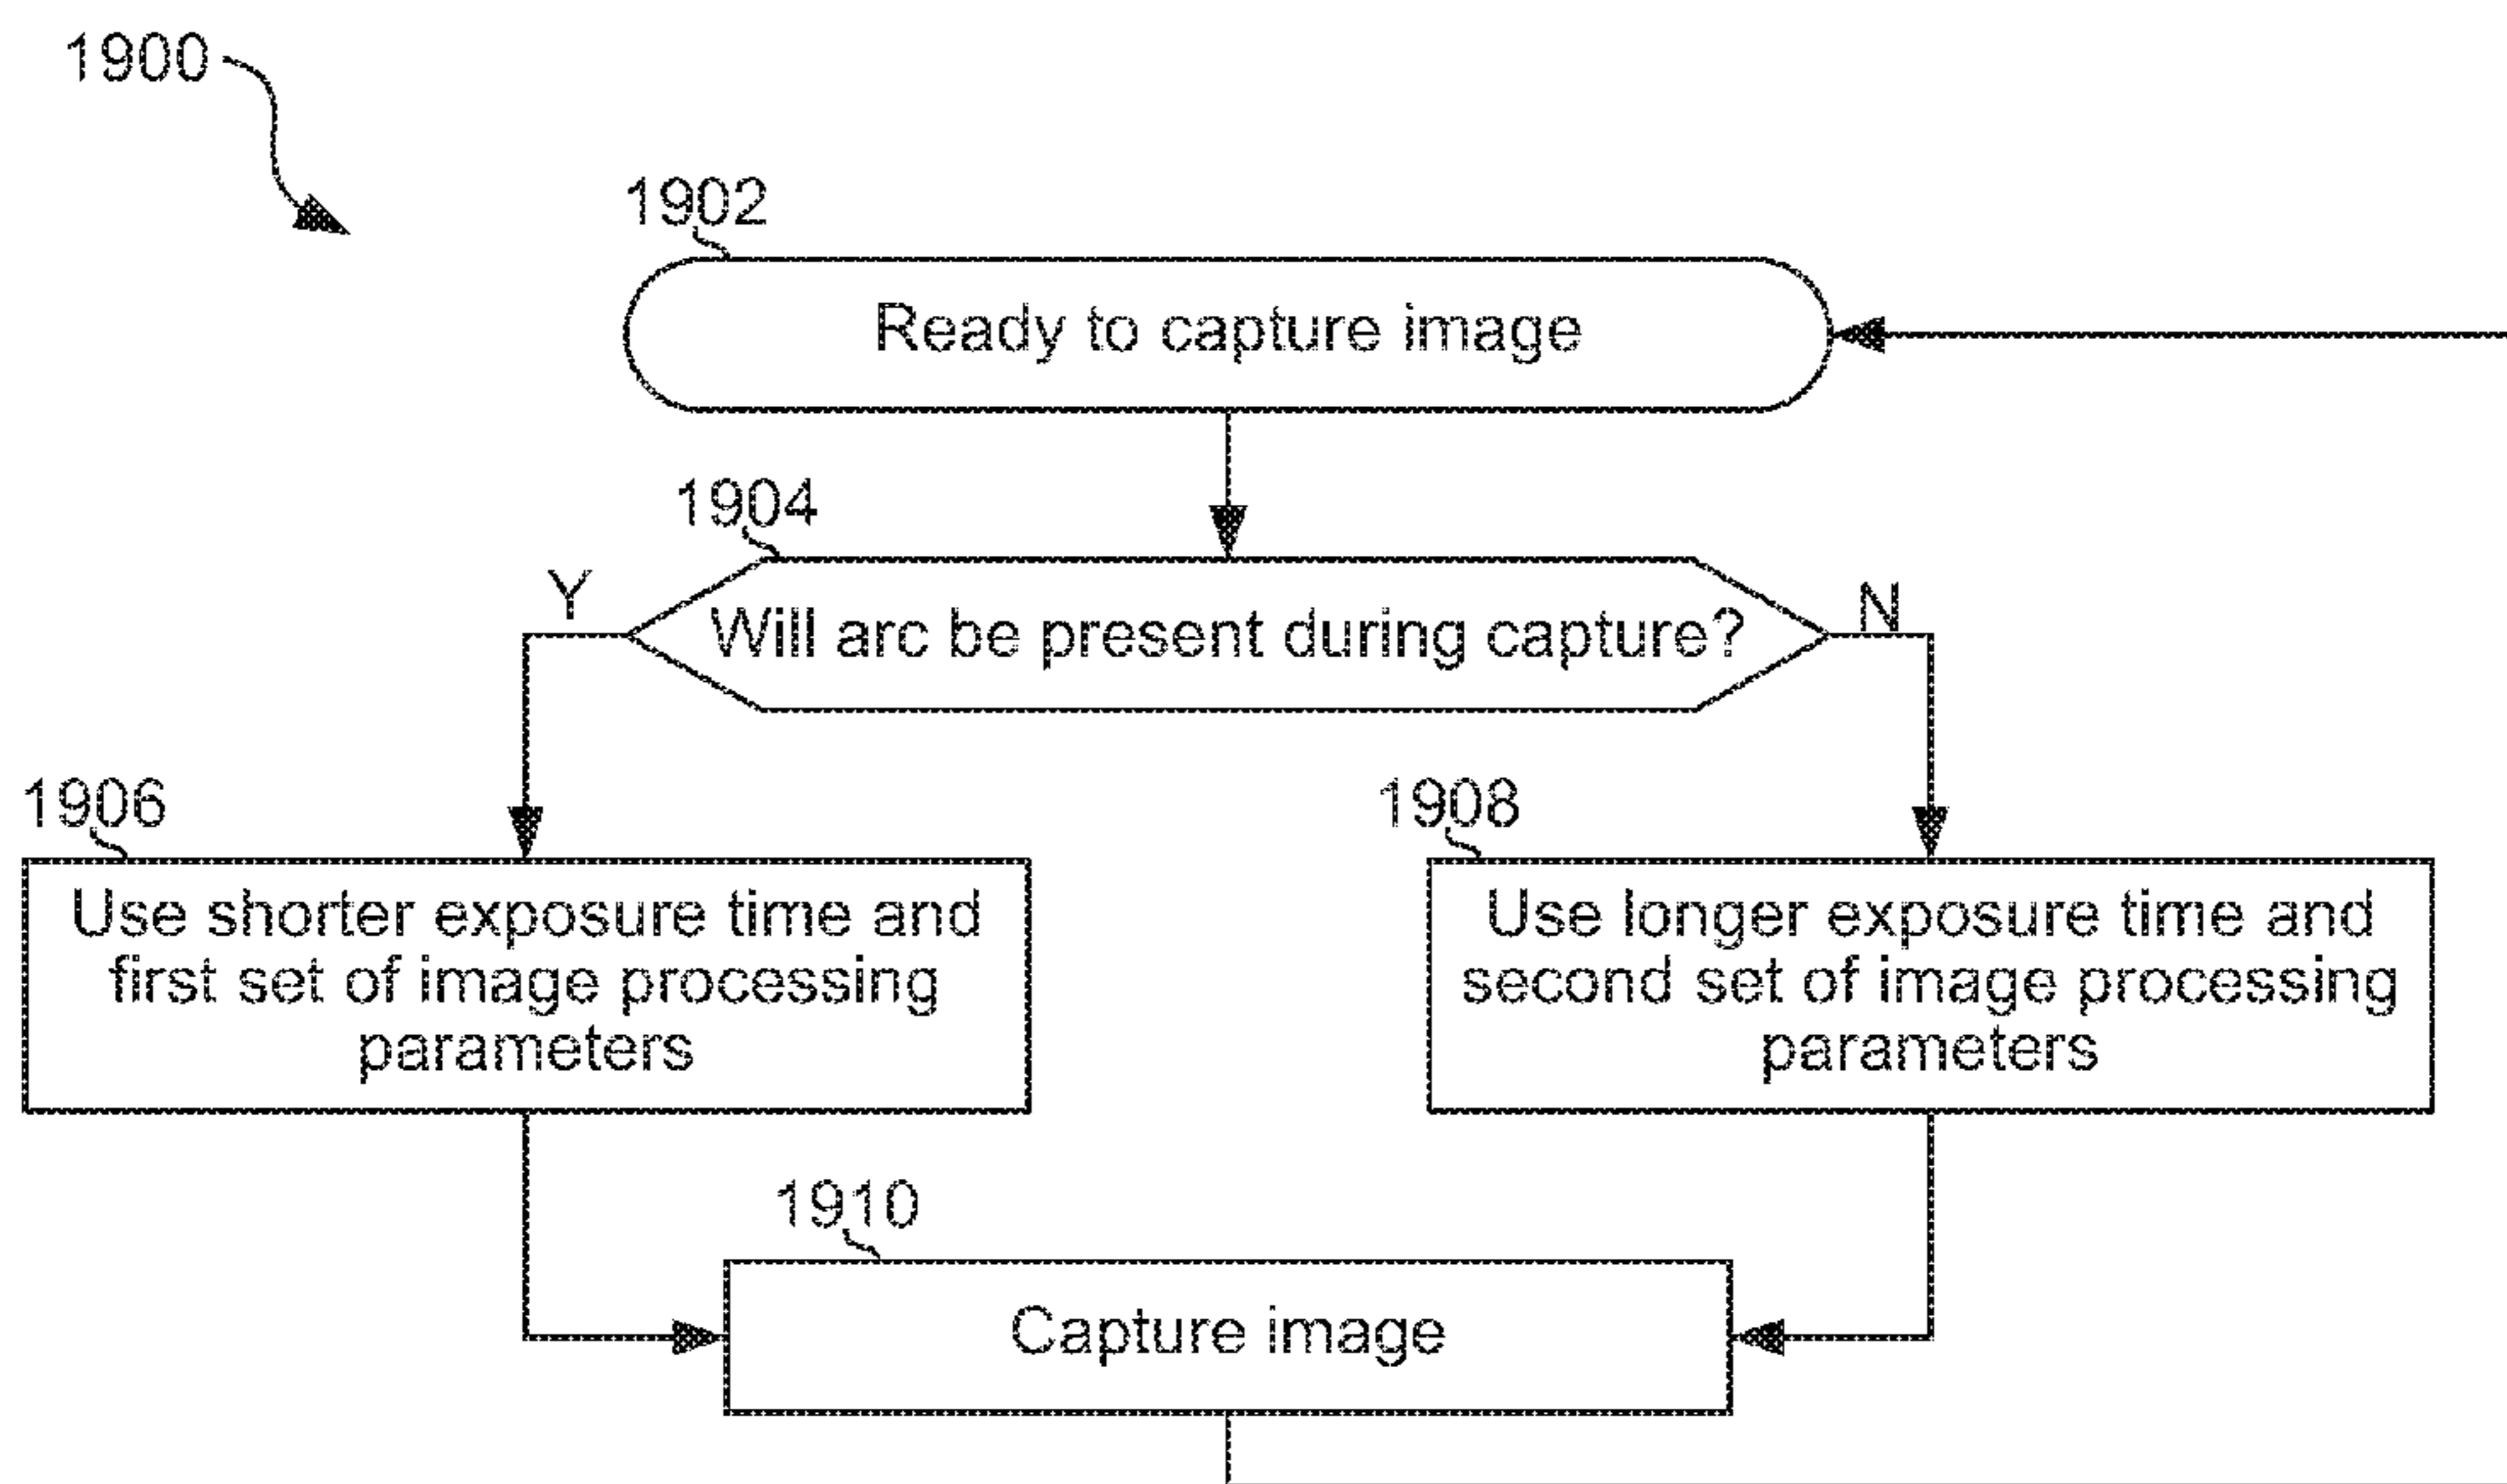 1900
1902
Ready to capture image
1904
Y
Will arc be present during capture?
N
1906
Use shorter exposure time and
first set of image processing
parameters
1908
Use longer exposure time and
second set of image processing
parameters
1910
Capture image